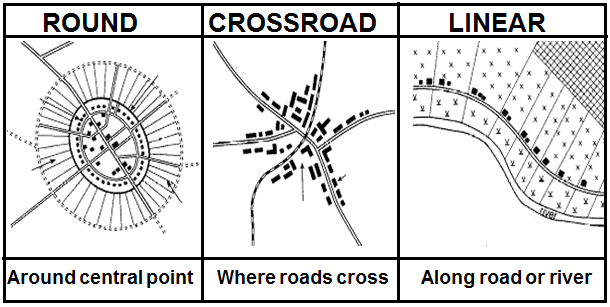 ROUND
CROSSROAD
LINEAR
river
Around central point
Where roads cross
Along road or river